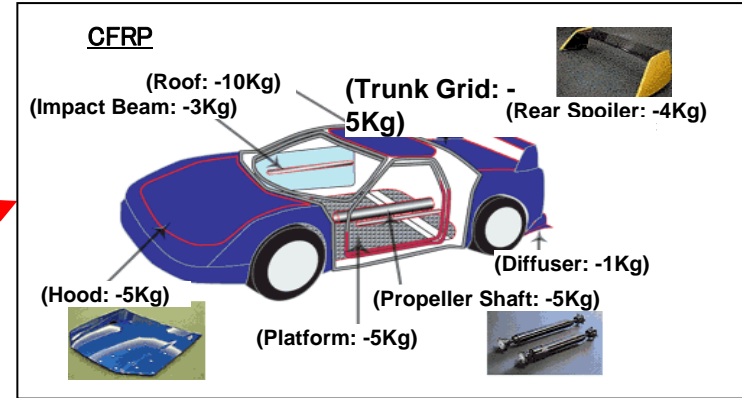 CFRP
(Roof: -10Kg)
(Impact Beam: -3Kg)
(Trunk Grid: -
5Kg)
(Rear Spoiler: -4Kg)
(Diffuser: -1Kg)
(Hood: -5Kg)
(Propeller Shaft: -5Kg)
(Platform: -5Kg)